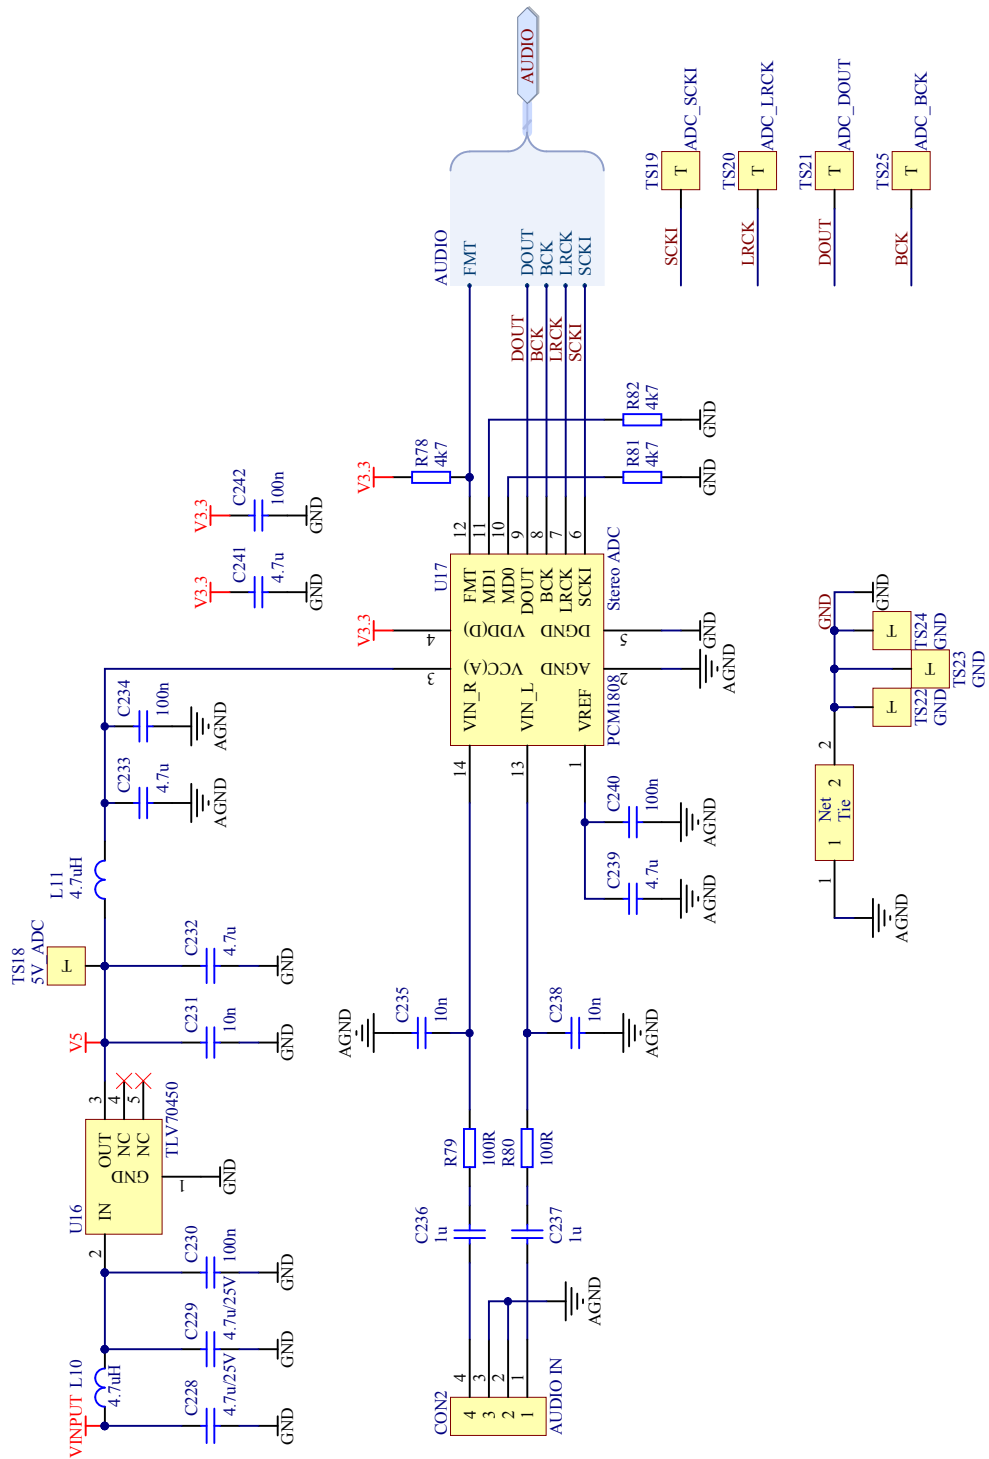 VINPUT
L10
4.7uH
C228
4.7u/25V
GND
C229
4.7u/25V
GND
C230
100n
GND
2
U16
IN
OUT
NC
NC
GND
3
4
5
1
TLV70450
GND
V5
C231
10n
GND
TS18
5V_ADC
T
C232
4.7u
GND
L11
4.7uH
C233
4.7u
AGND
C234
100n
AGND
V3.3
C241
4.7u
GND
V3.3
C242
100n
GND
CON2
4
3
2
1
4
3
2
1
AUDIO IN
AGND
C236
1u
C237
1u
R79
100R
R80
100R
AGND
C235
10n
C238
10n
AGND
C239
4.7u
AGND
C240
100n
AGND
14
13
1
U17
VIN_R
VIN_L
VREF
VCC(A)
VDD(D)
AGND
DGND
FMT
MD1
MD0
DOUT
BCK
LRCK
SCKI
PCM1808
Stereo ADC
3
4
2
5
V3.3
AGND
GND
12
11
10
9
8
7
6
V3.3
R78
4k7
R81
4k7
GND
R82
4k7
GND
DOUT
BCK
LRCK
SCKI
AUDIO
FMT
DOUT
BCK
LRCK
SCKI
AUDIO
SCKI
TS19
T
ADC_SCKI
LRCK
TS20
T
ADC_LRCK
DOUT
TS21
T
ADC_DOUT
BCK
TS25
T
ADC_BCK
AGND
1
1
Net
Tie
2
2
GND
T
TS22
GND
T
TS23
GND
T
TS24
GND
GND